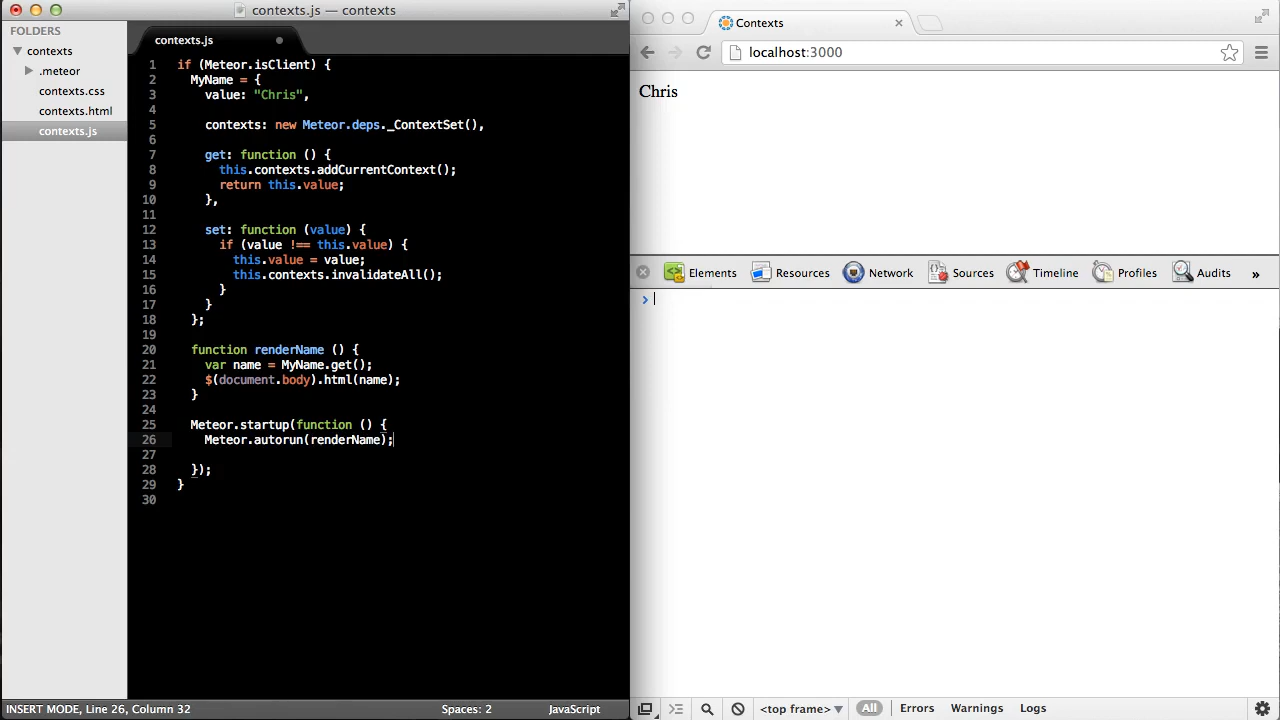 contexts.js — contexts
FOLDERS
contexts
.meteor
contexts.css
contexts.html
contexts.js
contexts.js
1 if (Meteor.isClient) {
2 MyName = {
3 value: "Chris",
4
5 contexts: new Meteor.deps._ContextSet(),
6
7 get: function () {
8 this.contexts.addCurrentContext();
9 return this.value;
10 },
11
12 set: function (value) {
13 if (value !== this.value) {
14 this.value = value;
15 this.contexts.invalidateAll();
16 }
17 }
18 };
19
20 function renderName () {
21 var name = MyName.get();
22 $(document.body).html(name);
23 }
24
25 Meteor.startup(function () {
26 Meteor.autorun(renderName);
27
28 });
29 }
30
INSERT MODE, Line 26, Column 32
Spaces: 2
JavaScript
Contexts
localhost:3000
Chris
Elements Resources Network Sources Timeline Profiles Audits »
>
<top frame> All Errors Warnings Logs